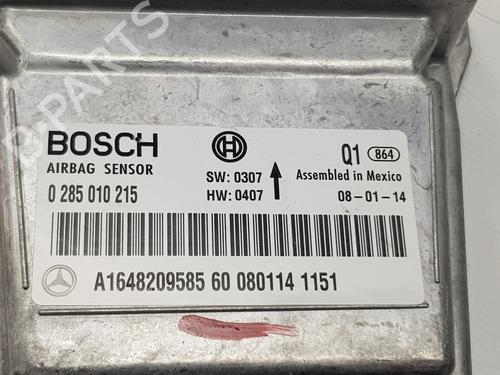 B-PARTS
BOSCH
AIRBAG SENSOR
0 285 010 215
SW: 0307
HW: 0407
Q1 864
Assembled in Mexico
08-01-14
A1648209585 60 080114 1151